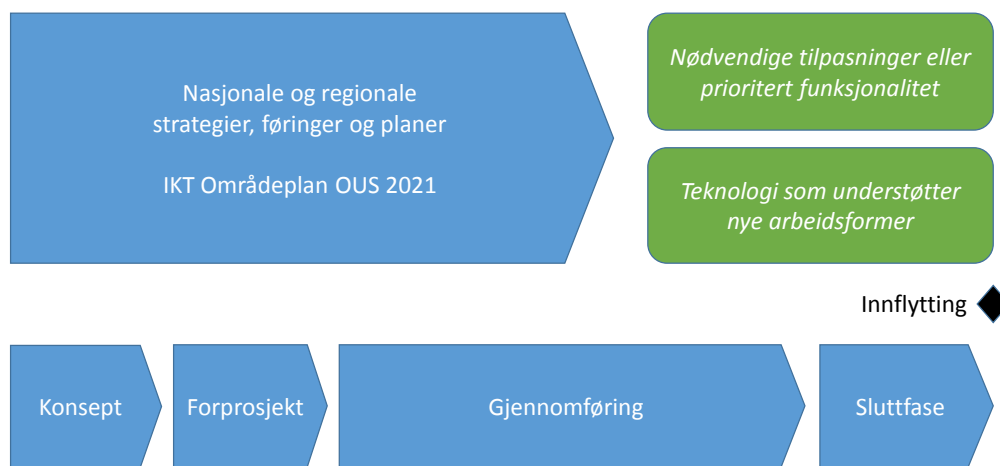 Nasjonale og regionale
strategier, føringer og planer
IKT Områdeplan OUS 2021
Nødvendige tilpasninger eller
prioritert funksjonalitet
Teknologi som understøtter
nye arbeidsformer
Innflytting
Konsept
Forprosjekt
Gjennomføring
Sluttfase